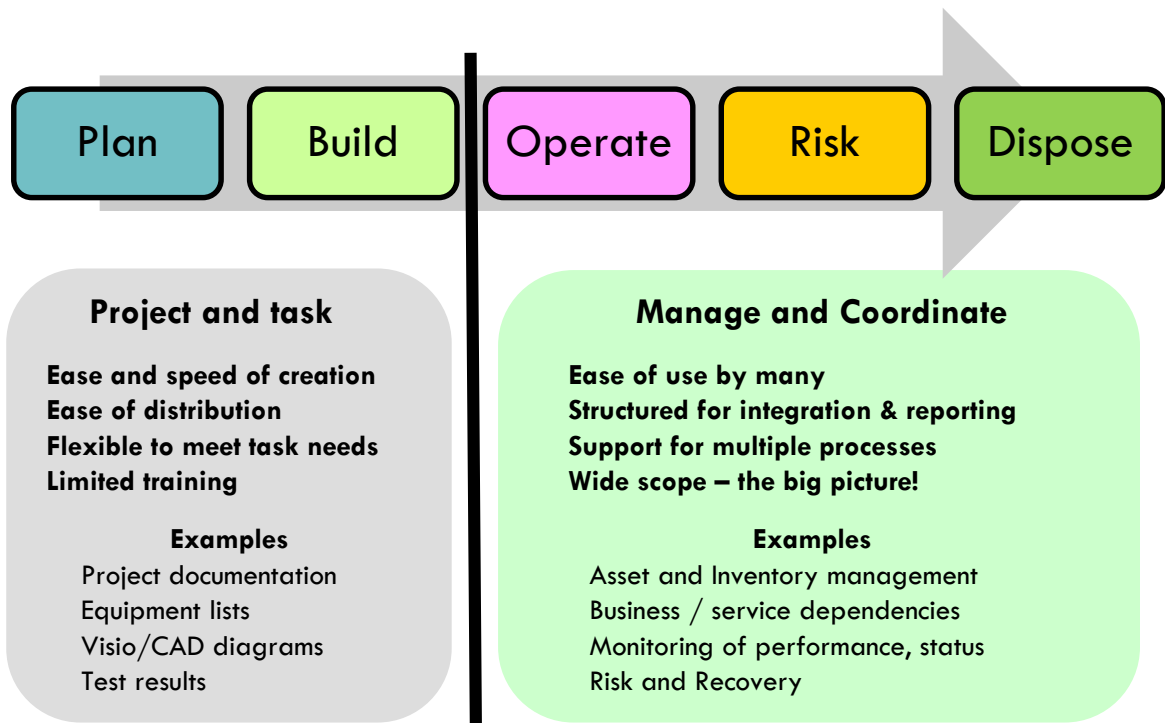 Plan
Build
Operate
Risk
Dispose
Project and task
Ease and speed of creation
Ease of distribution
Flexible to meet task needs
Limited training
Examples
Project documentation
Equipment lists
Visio/CAD diagrams
Test results
Manage and Coordinate
Ease of use by many
Structured for integration & reporting
Support for multiple processes
Wide scope – the big picture!
Examples
Asset and Inventory management
Business / service dependencies
Monitoring of performance, status
Risk and Recovery